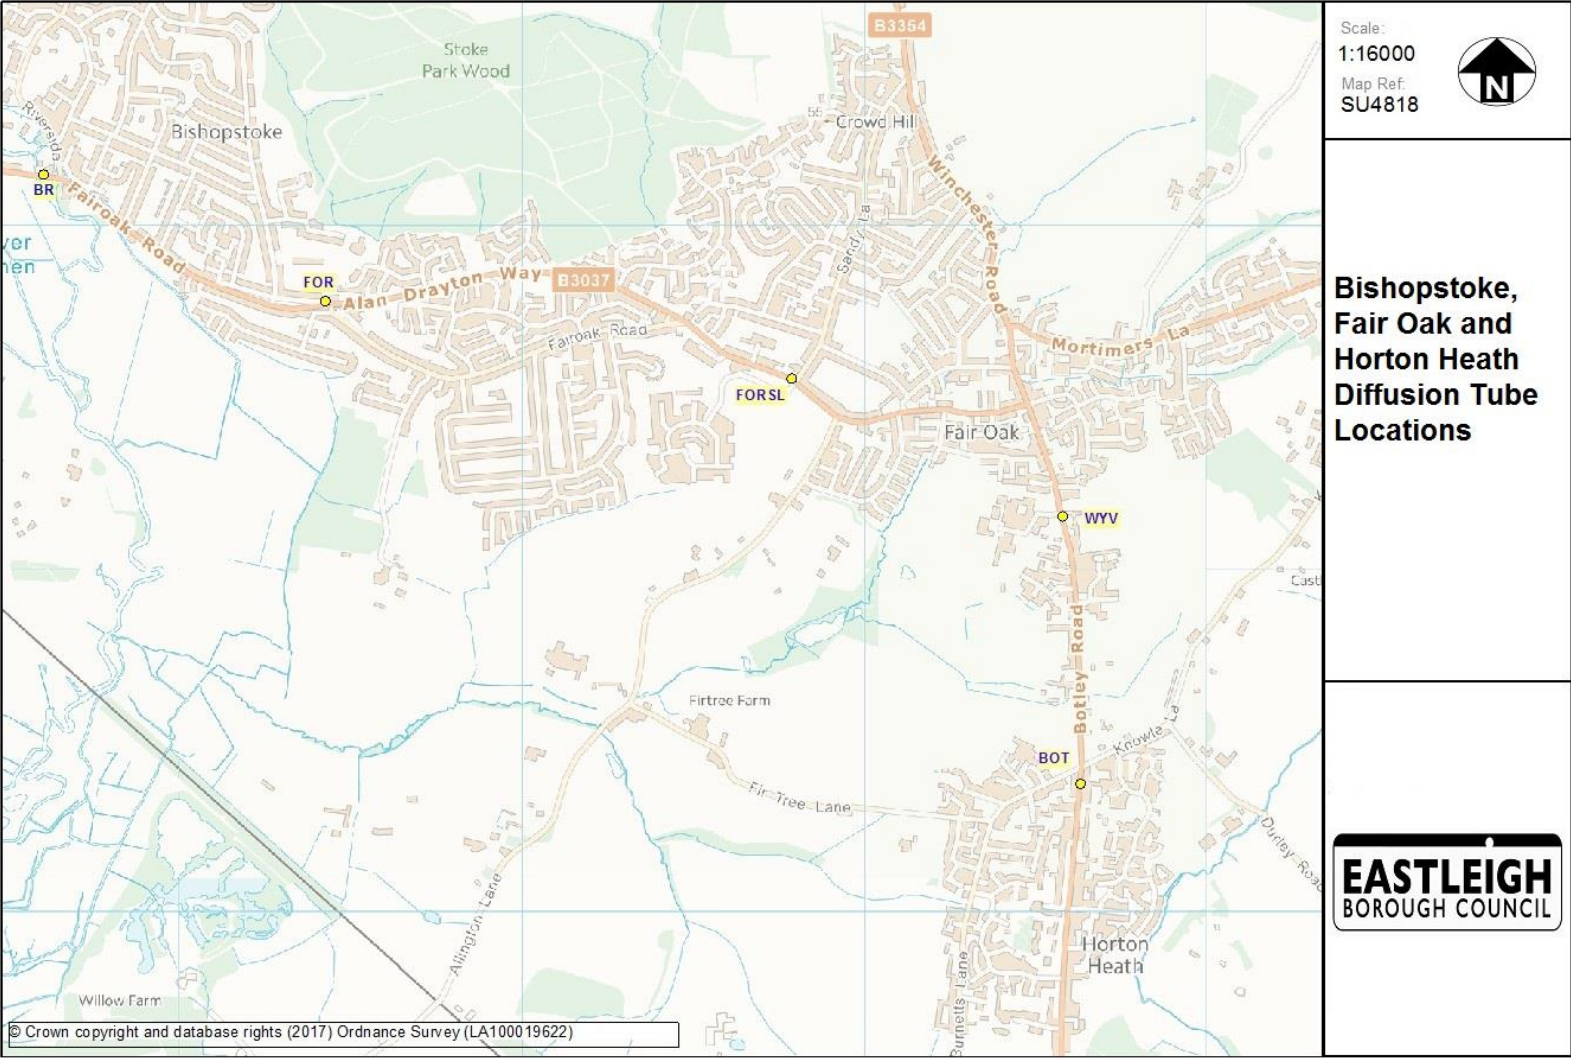 B3354
Stoke
Park Wood
Riverside
Bishopstoke
55
Crowd Hill
BR
Fairoak Road
Winchester Road
Sandy La
FOR
Alan Drayton Way
B3037
Fairoak Road
Mortimers La
FORSL
Fair Oak
WYV
Botley Road
Firtree Farm
Knowle La
BOT
Fir Tree Lane
Durley Road
Allington Lane
Horton
Heath
Burnetts Lane
Willow Farm
© Crown copyright and database rights (2017) Ordnance Survey (LA100019622)
Scale:
1:16000
Map Ref:
SU4818
N
Bishopstoke,
Fair Oak and
Horton Heath
Diffusion Tube
Locations
EASTLEIGH
BOROUGH COUNCIL